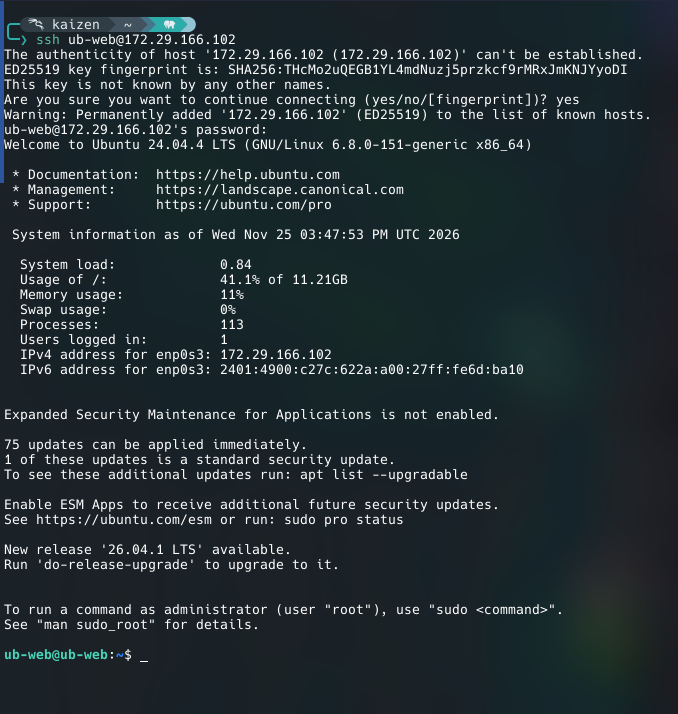 kaizen ~
ssh ub-web@172.29.166.102
The authenticity of host '172.29.166.102 (172.29.166.102)' can't be established.
ED25519 key fingerprint is: SHA256:THcMo2uQEGB1YL4mdNuzj5przkcf9rMRxJmKNJYyoDI
This key is not known by any other names.
Are you sure you want to continue connecting (yes/no/[fingerprint])? yes
Warning: Permanently added '172.29.166.102' (ED25519) to the list of known hosts.
ub-web@172.29.166.102's password:
Welcome to Ubuntu 24.04.4 LTS (GNU/Linux 6.8.0-151-generic x86_64)

 * Documentation:  https://help.ubuntu.com
 * Management:     https://landscape.canonical.com
 * Support:        https://ubuntu.com/pro

 System information as of Wed Nov 25 03:47:53 PM UTC 2026

  System load:             0.84
  Usage of /:              41.1% of 11.21GB
  Memory usage:            11%
  Swap usage:              0%
  Processes:               113
  Users logged in:         1
  IPv4 address for enp0s3: 172.29.166.102
  IPv6 address for enp0s3: 2401:4900:c27c:622a:a00:27ff:fe6d:ba10

Expanded Security Maintenance for Applications is not enabled.

75 updates can be applied immediately.
1 of these updates is a standard security update.
To see these additional updates run: apt list --upgradable

Enable ESM Apps to receive additional future security updates.
See https://ubuntu.com/esm or run: sudo pro status

New release '26.04.1 LTS' available.
Run 'do-release-upgrade' to upgrade to it.

To run a command as administrator (user "root"), use "sudo <command>".
See "man sudo_root" for details.

ub-web@ub-web:~$ _